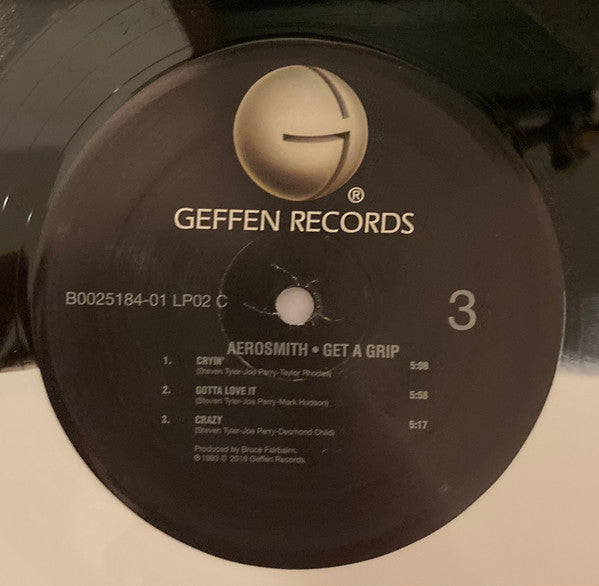 ®
GEFFEN RECORDS
B0025184-01 LP02 C
3
AEROSMITH • GET A GRIP
1. CRYIN' 5:08
(Steven Tyler-Joe Perry-Taylor Rhodes)
2. GOTTA LOVE IT 5:58
(Steven Tyler-Joe Perry-Mark Hudson)
3. CRAZY 5:17
(Steven Tyler-Joe Perry-Desmond Child)
Produced by Bruce Fairbairn.
℗ 1993 © 2016 Geffen Records.